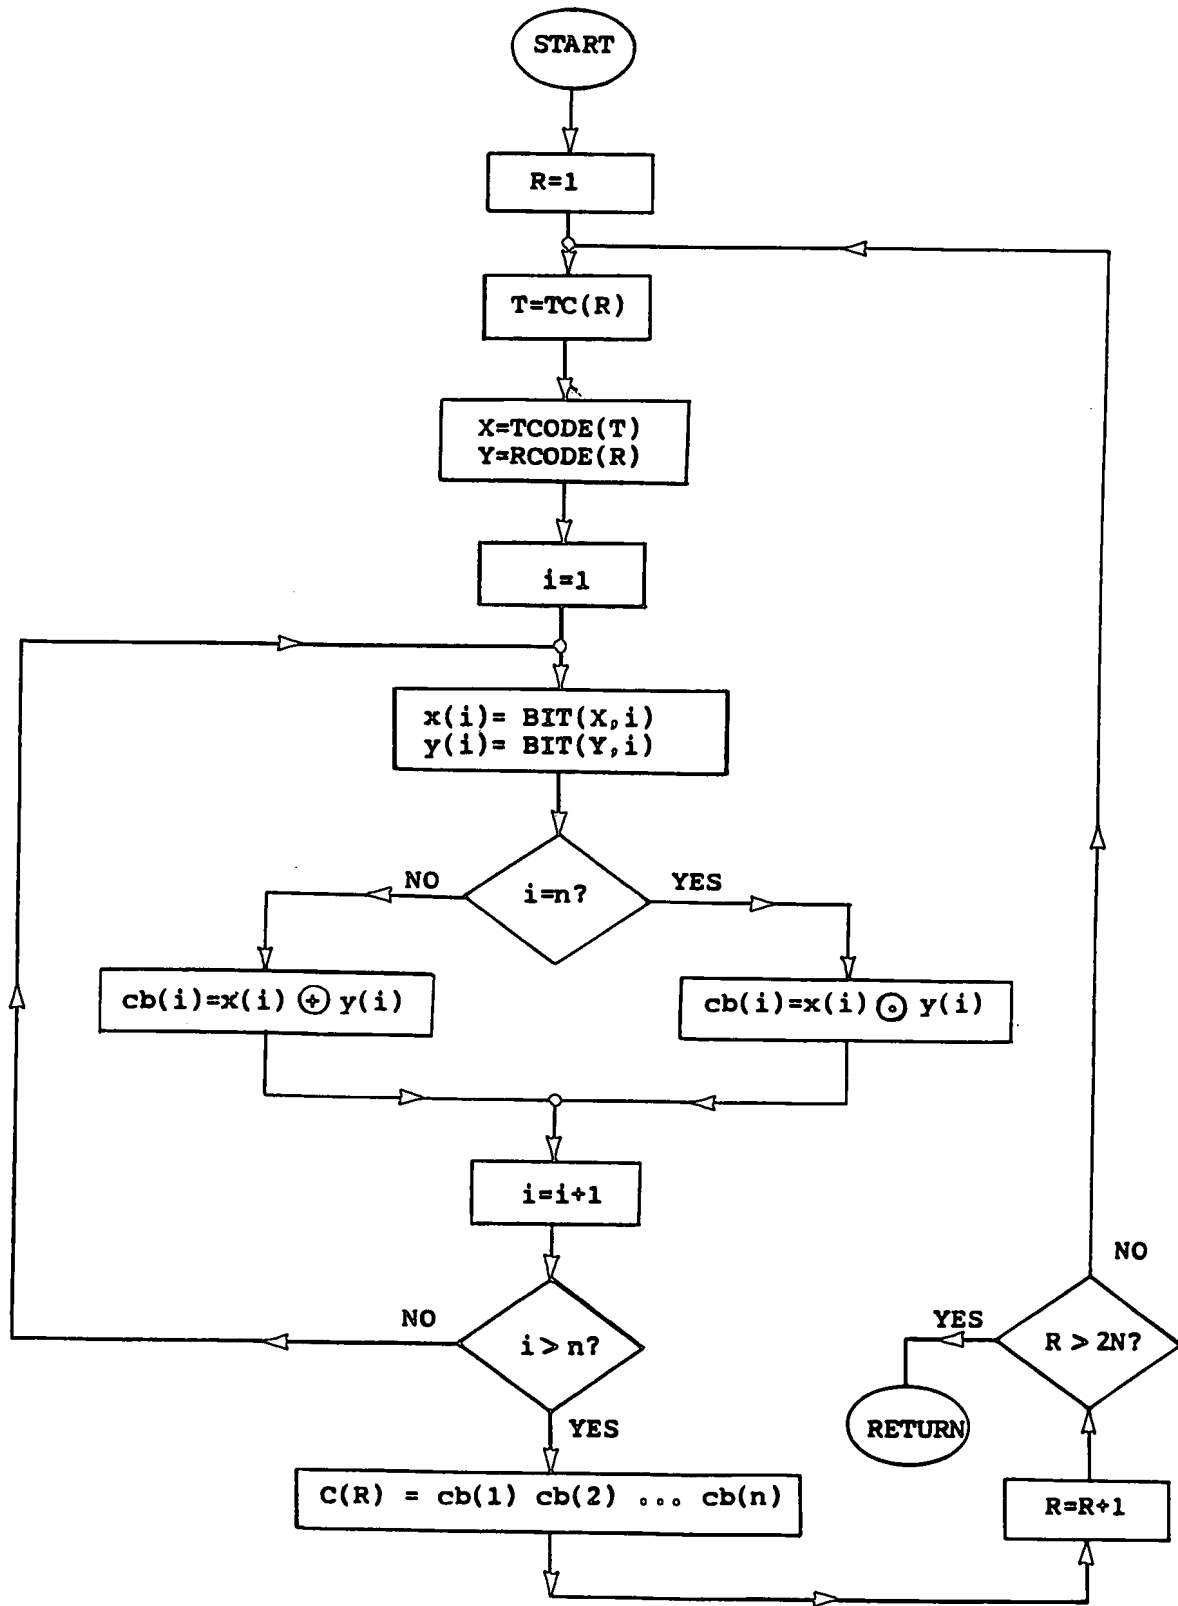 START
R=1
T=TC(R)
X=TCODE(T)
Y=RCODE(R)
i=1
x(i)= BIT(X,i)
y(i)= BIT(Y,i)
i=n?
NO
YES
cb(i)=x(i) ⊕ y(i)
cb(i)=x(i) ⊙ y(i)
i=i+1
i > n?
NO
YES
C(R) = cb(1) cb(2) ... cb(n)
R=R+1
R > 2N?
NO
YES
RETURN